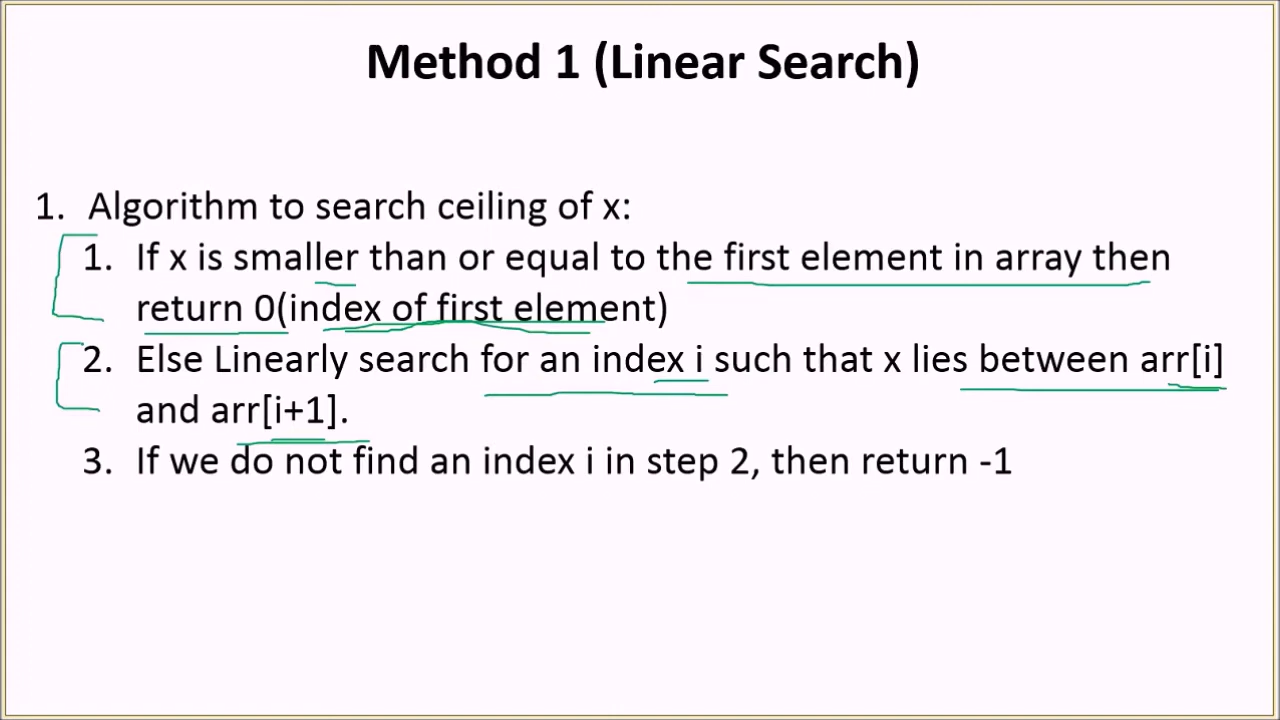 Method 1 (Linear Search)
1. Algorithm to search ceiling of x:
1. If x is smaller than or equal to the first element in array then
return 0(index of first element)
2. Else Linearly search for an index i such that x lies between arr[i]
and arr[i+1].
3. If we do not find an index i in step 2, then return -1